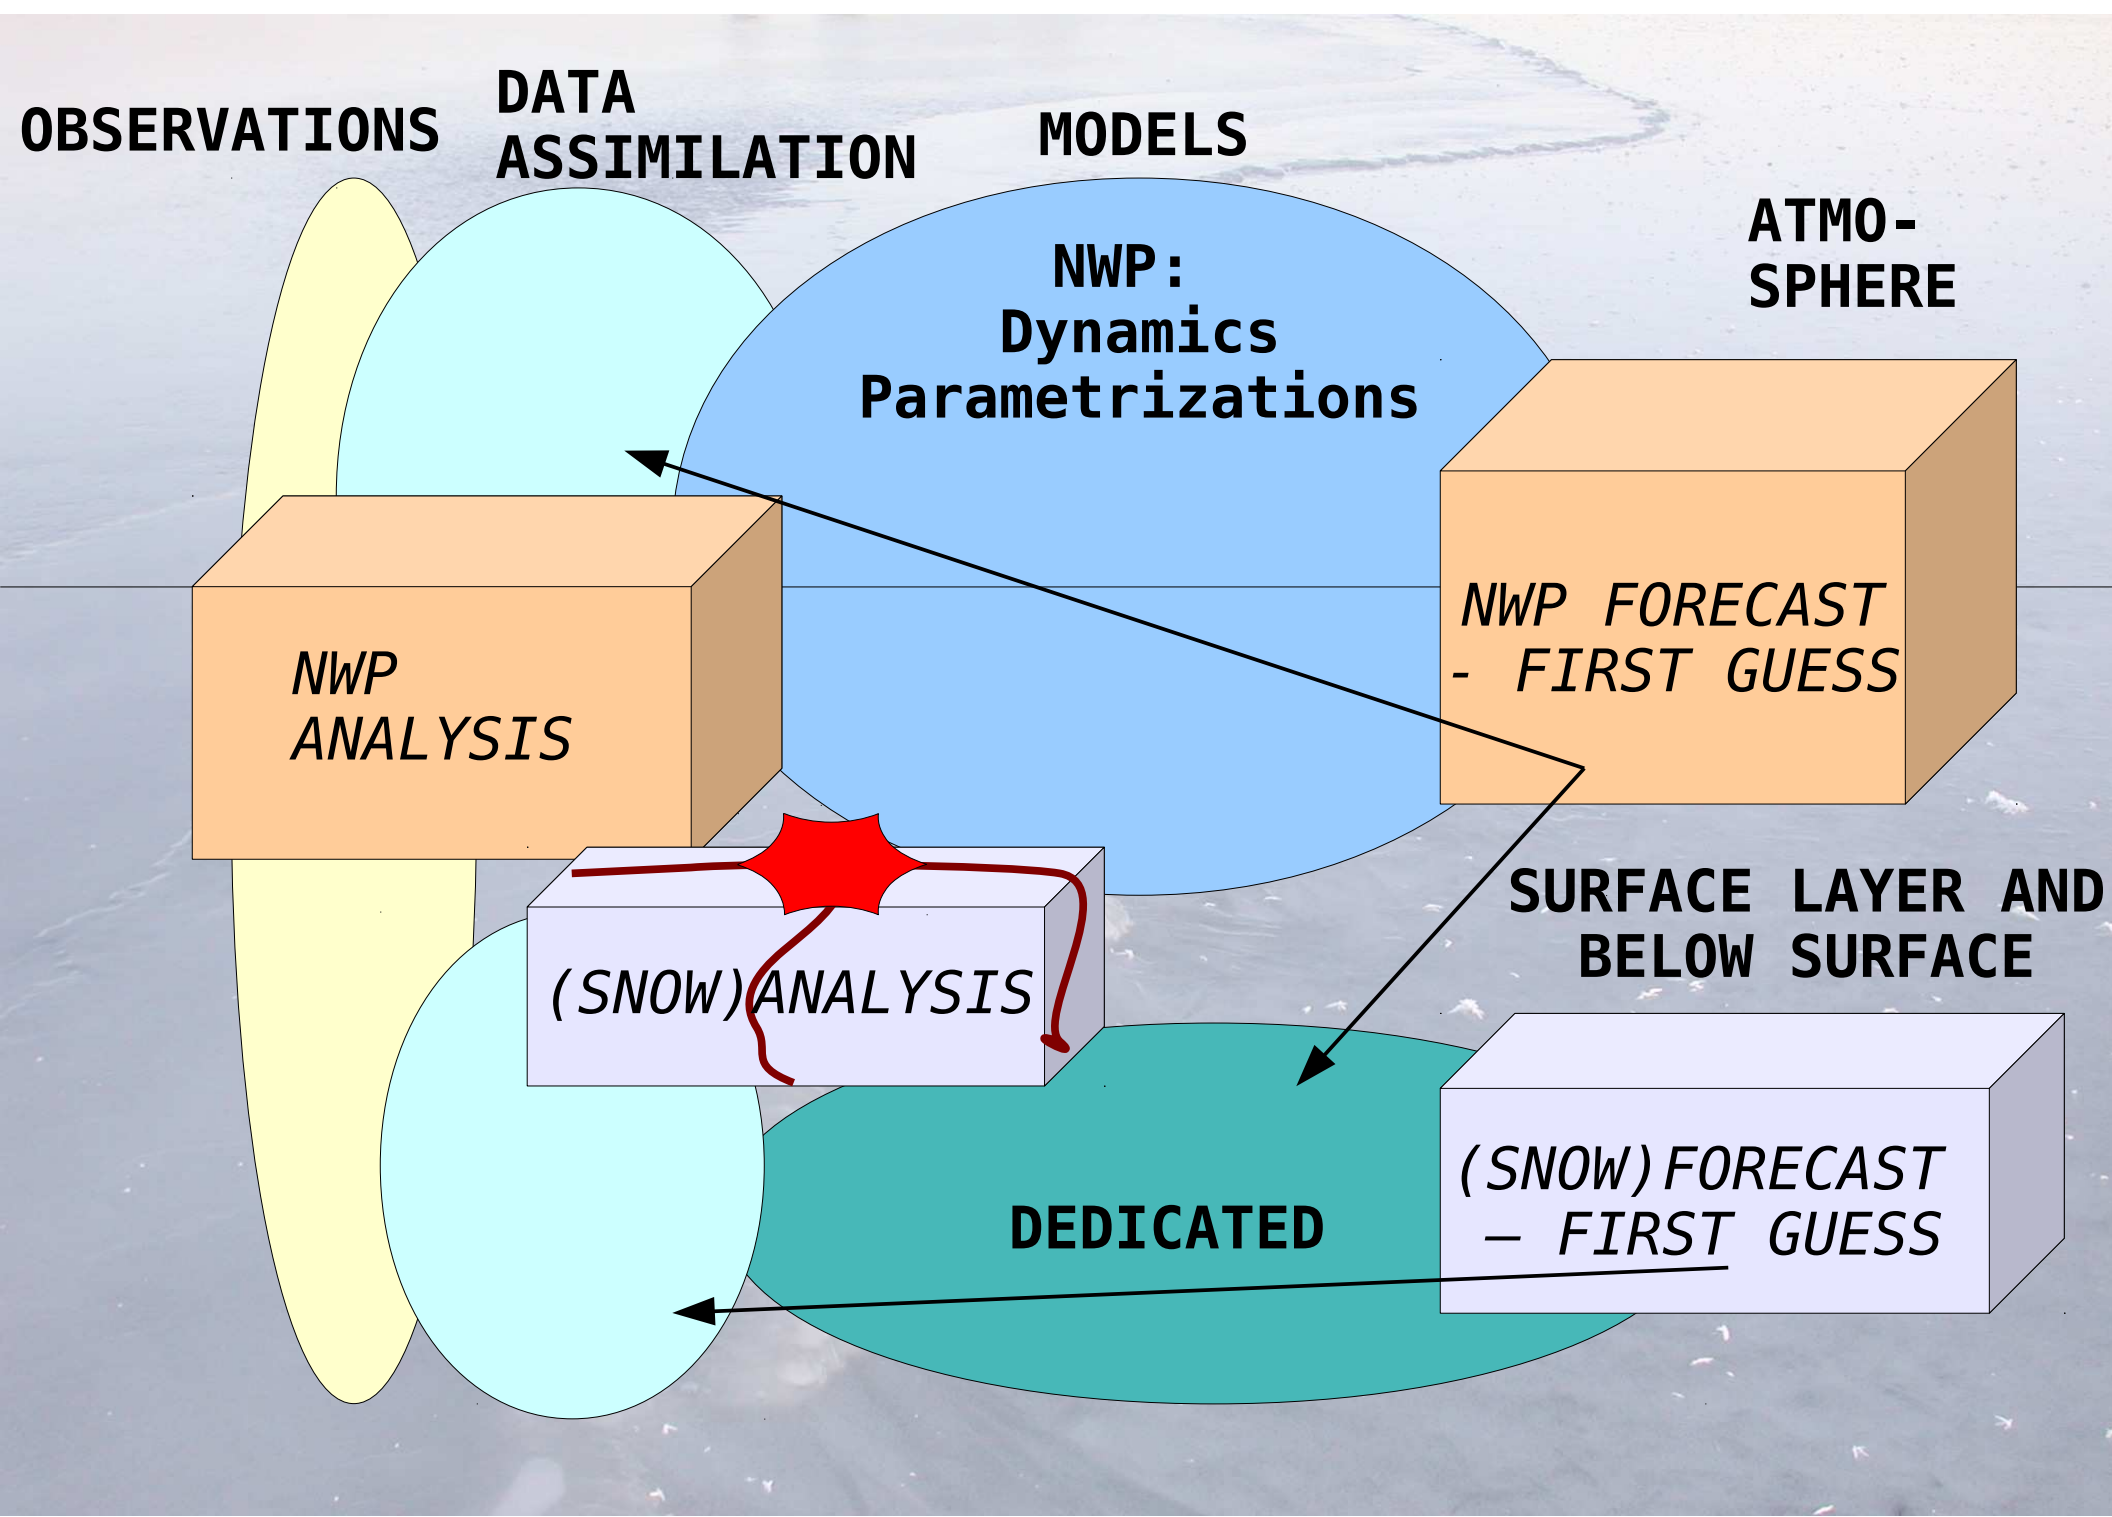 OBSERVATIONS
DATA
ASSIMILATION
MODELS
ATMO-
SPHERE
NWP:
Dynamics
Parametrizations
NWP FORECAST
- FIRST GUESS
NWP
ANALYSIS
SURFACE LAYER AND
BELOW SURFACE
(SNOW)ANALYSIS
(SNOW)FORECAST
– FIRST GUESS
DEDICATED